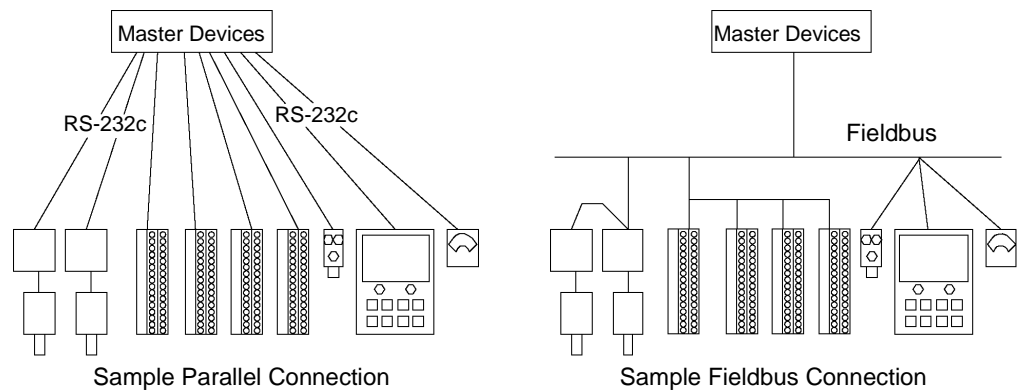 Master Devices
RS-232c
RS-232c
Sample Parallel Connection
Master Devices
Fieldbus
Sample Fieldbus Connection